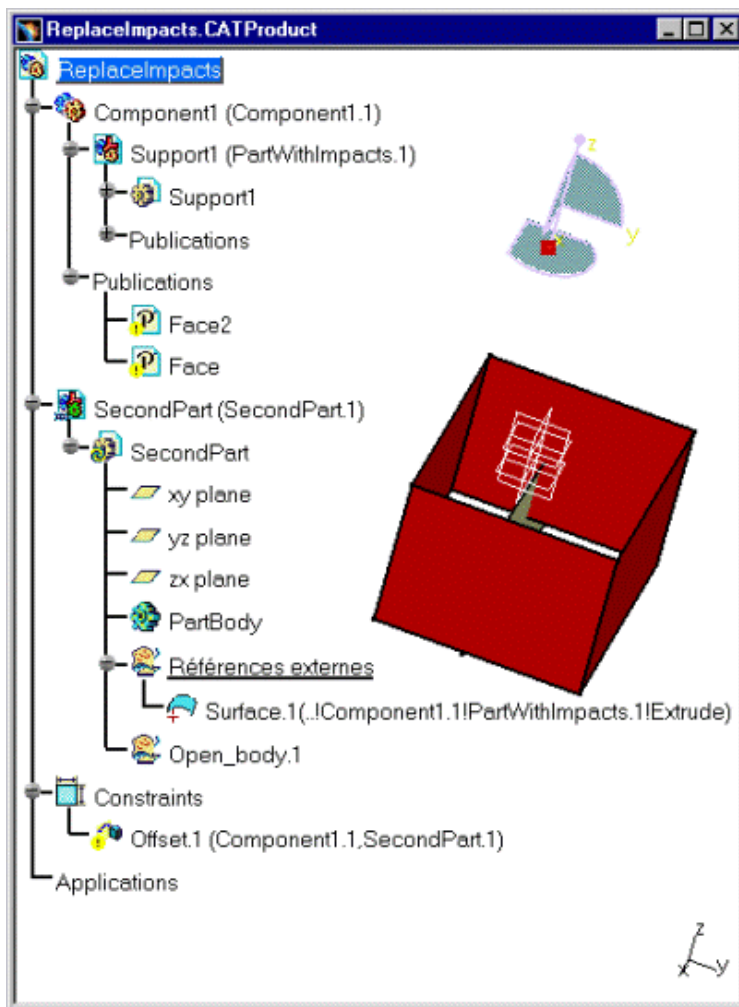 ReplaceImpacts.CATProduct
ReplaceImpacts
Component1 (Component1.1)
Support1 (PartWithImpacts.1)
Support1
Publications
Publications
Face2
Face
SecondPart (SecondPart.1)
SecondPart
xy plane
yz plane
zx plane
PartBody
Références externes
Surface.1(..!Component1.1!PartWithImpacts.1!Extrude)
Open_body.1
Constraints
Offset.1 (Component1.1,SecondPart.1)
Applications
z
y
z
x
y